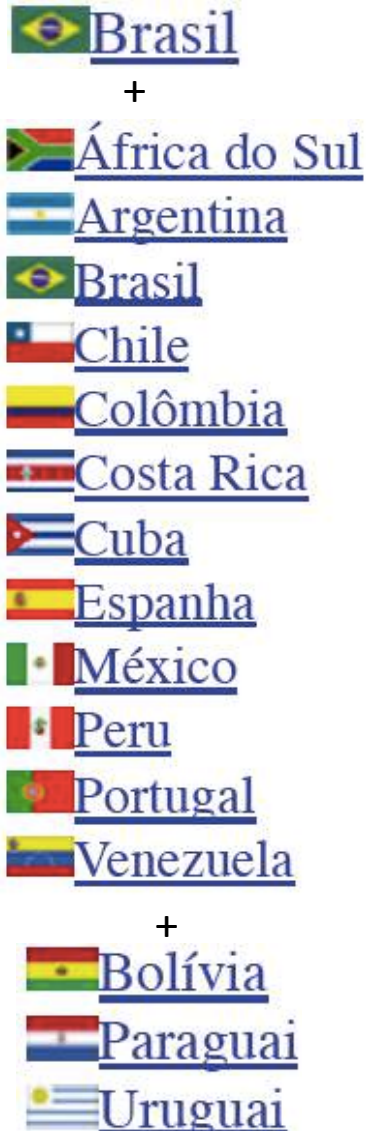 Brasil
+
África do Sul
Argentina
Brasil
Chile
Colômbia
Costa Rica
Cuba
Espanha
México
Peru
Portugal
Venezuela
+
Bolívia
Paraguai
Uruguai